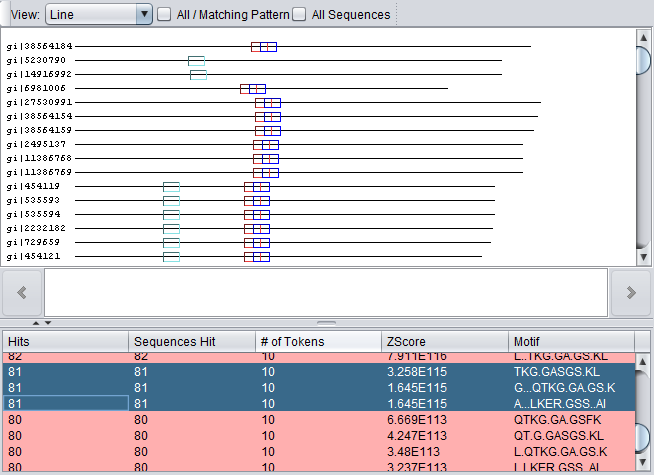 View: Line All / Matching Pattern All Sequences
gi|38564184
gi|5230790
gi|14916992
gi|6981006
gi|27530991
gi|38564154
gi|38564159
gi|2495137
gi|11386768
gi|11386769
gi|454119
gi|535593
gi|535594
gi|2232182
gi|729659
gi|454121
Hits Sequences Hit # of Tokens ZScore Motif
82 82 10 7.911E116 L..TKG.GA.GS.KL
81 81 10 3.258E115 TKG.GASGS.KL
81 81 10 1.645E115 G...QTKG.GA.GS.K
81 81 10 1.645E115 A...LKER.GSS..AI
80 80 10 6.669E113 QTKG.GA.GSFK
80 80 10 4.247E113 QT.G.GASGS.KL
80 80 10 3.48E113 L.QTKG.GA.GS.K
80 80 10 3.237E113 L.LKER.GSS..AI